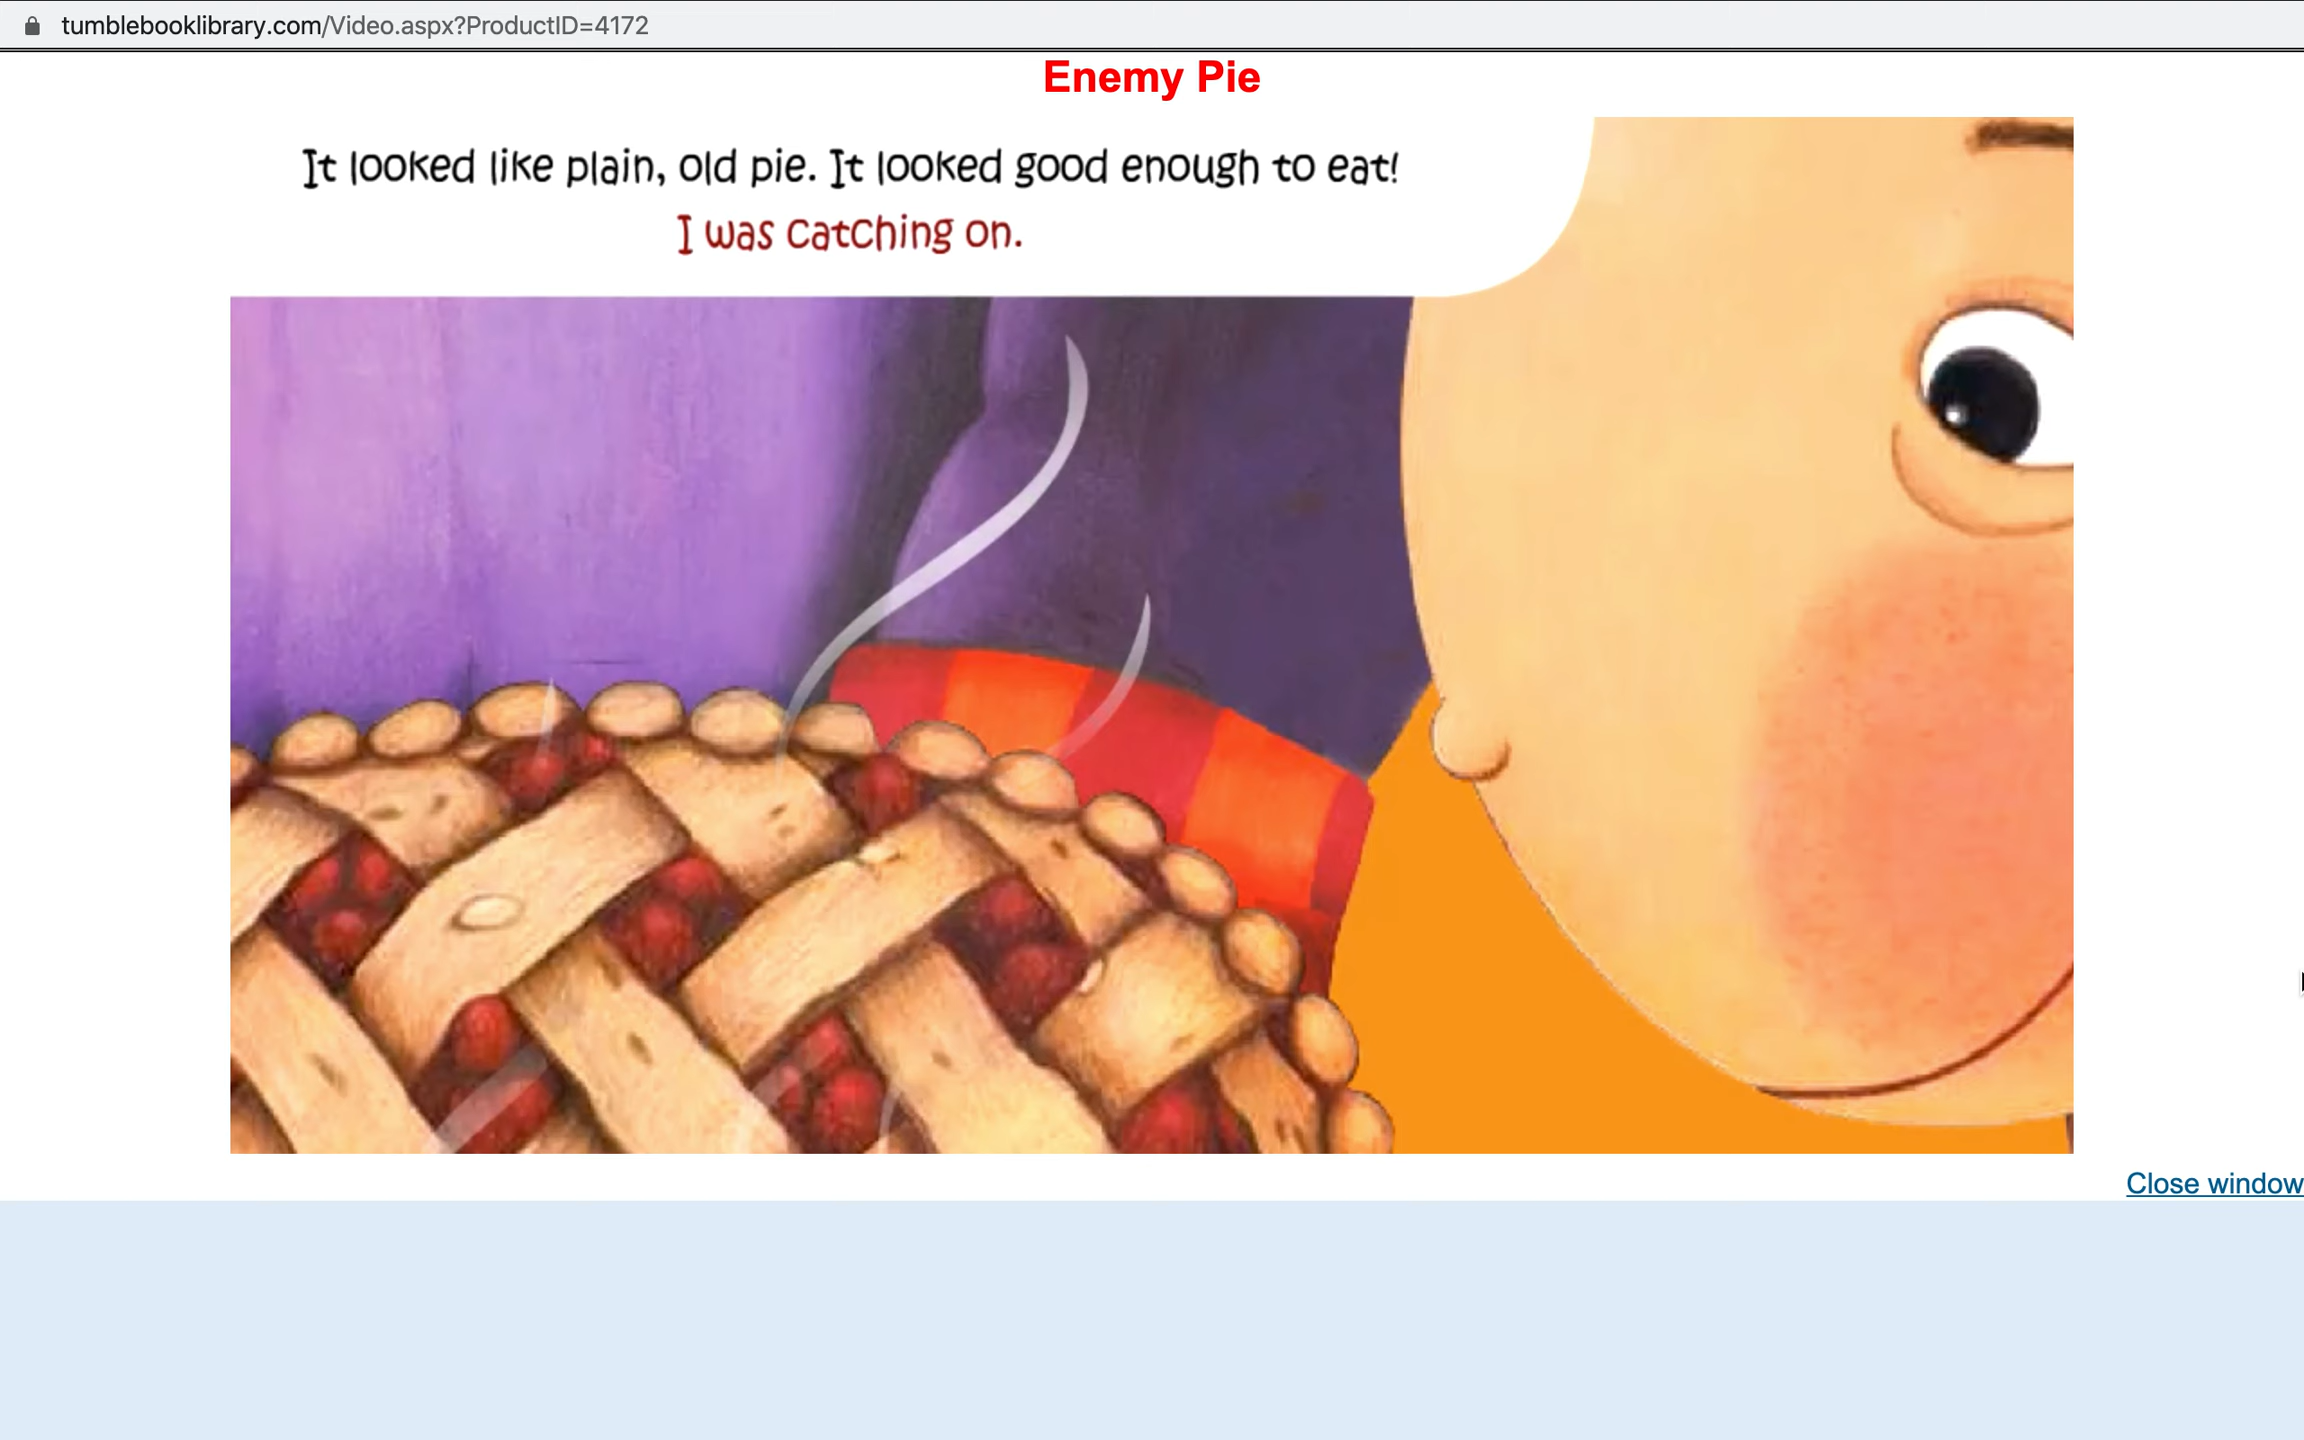 tumblebooklibrary.com/Video.aspx?ProductID=4172
Enemy Pie
It looked like plain, old pie. It looked good enough to eat!
I was catching on.
Close window